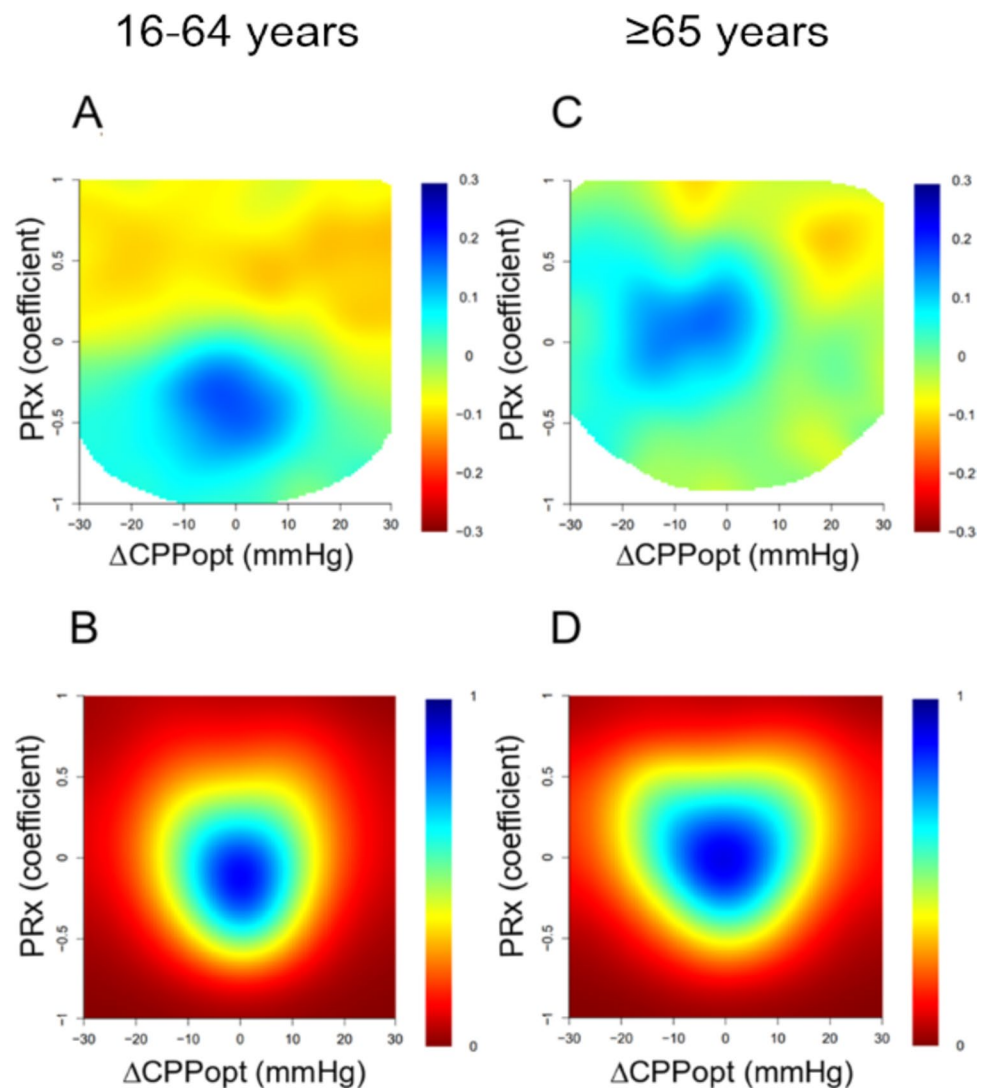 16-64 years
≥65 years
A
C
PRx (coefficient)
1
0.5
0
−0.5
−1
−30 −20 −10 0 10 20 30
ΔCPPopt (mmHg)
0.3
0.2
0.1
0
−0.1
−0.2
−0.3
PRx (coefficient)
1
0.5
0
−0.5
−1
−30 −20 −10 0 10 20 30
ΔCPPopt (mmHg)
0.3
0.2
0.1
0
−0.1
−0.2
−0.3
B
D
PRx (coefficient)
1
0.5
0
−0.5
−1
−30 −20 −10 0 10 20 30
ΔCPPopt (mmHg)
1
0
PRx (coefficient)
1
0.5
0
−0.5
−1
−30 −20 −10 0 10 20 30
ΔCPPopt (mmHg)
1
0